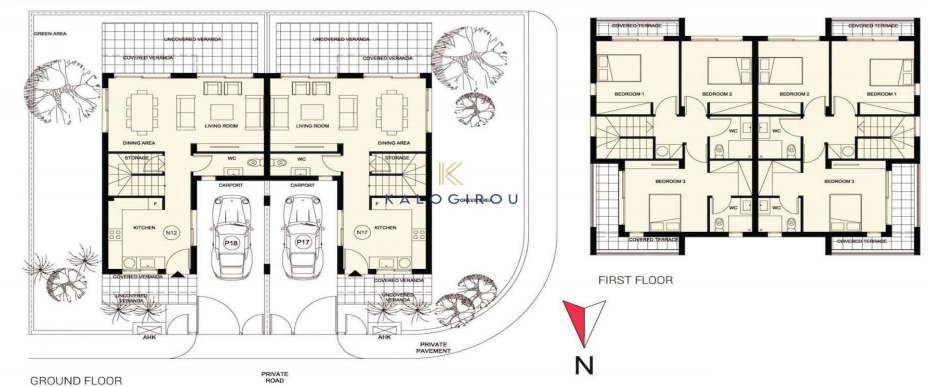 GREEN AREA
UNCOVERED VERANDA
UNCOVERED VERANDA
COVERED VERANDA
COVERED VERANDA
LIVING ROOM
LIVING ROOM
DINING AREA
DINING AREA
STORAGE
WC
WC
STORAGE
CARPORT
CARPORT
K
KALOGIROU
GREEN AREA
KITCHEN
N12
P18
P17
N17
KITCHEN
COVERED VERANDA
COVERED VERANDA
UNCOVERED
VERANDA
UNCOVERED
VERANDA
AHK
AHK
PRIVATE
PAVEMENT
PRIVATE
ROAD
GROUND FLOOR
COVERED TERRACE
COVERED TERRACE
BEDROOM 1
BEDROOM 2
BEDROOM 2
BEDROOM 1
WC
WC
BEDROOM 3
BEDROOM 3
WC
WC
COVERED TERRACE
COVERED TERRACE
FIRST FLOOR
N